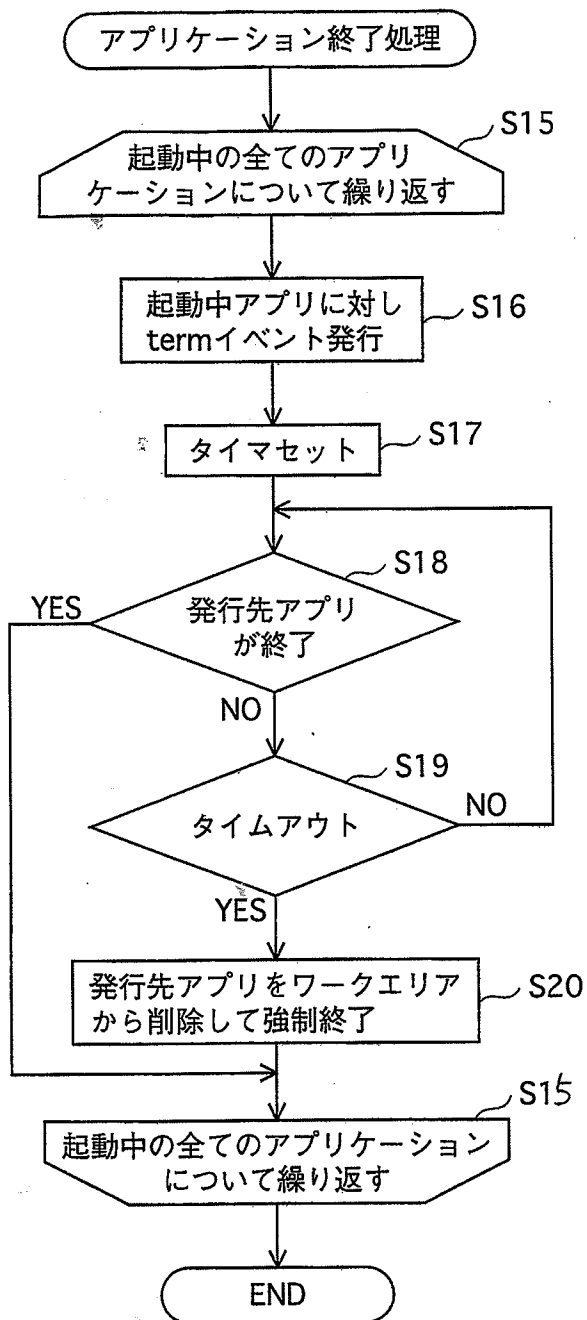 アプリケーション終了処理
S15
起動中の全てのアプリ
ケーションについて繰り返す
起動中アプリに対し
termイベント発行
S16
タイマセット
S17
S18
YES
発行先アプリ
が終了
NO
S19
タイムアウト
NO
YES
発行先アプリをワークエリア
から削除して強制終了
S20
S15
起動中の全てのアプリケーション
について繰り返す
END